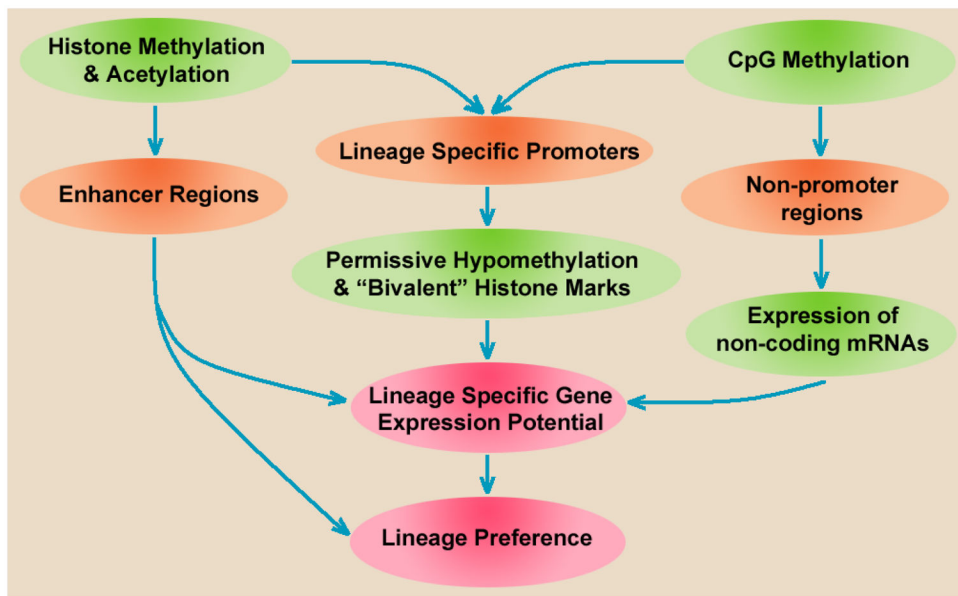 Histone Methylation
& Acetylation
CpG Methylation
Lineage Specific Promoters
Enhancer Regions
Non-promoter
regions
Permissive Hypomethylation
& “Bivalent” Histone Marks
Expression of
non-coding mRNAs
Lineage Specific Gene
Expression Potential
Lineage Preference